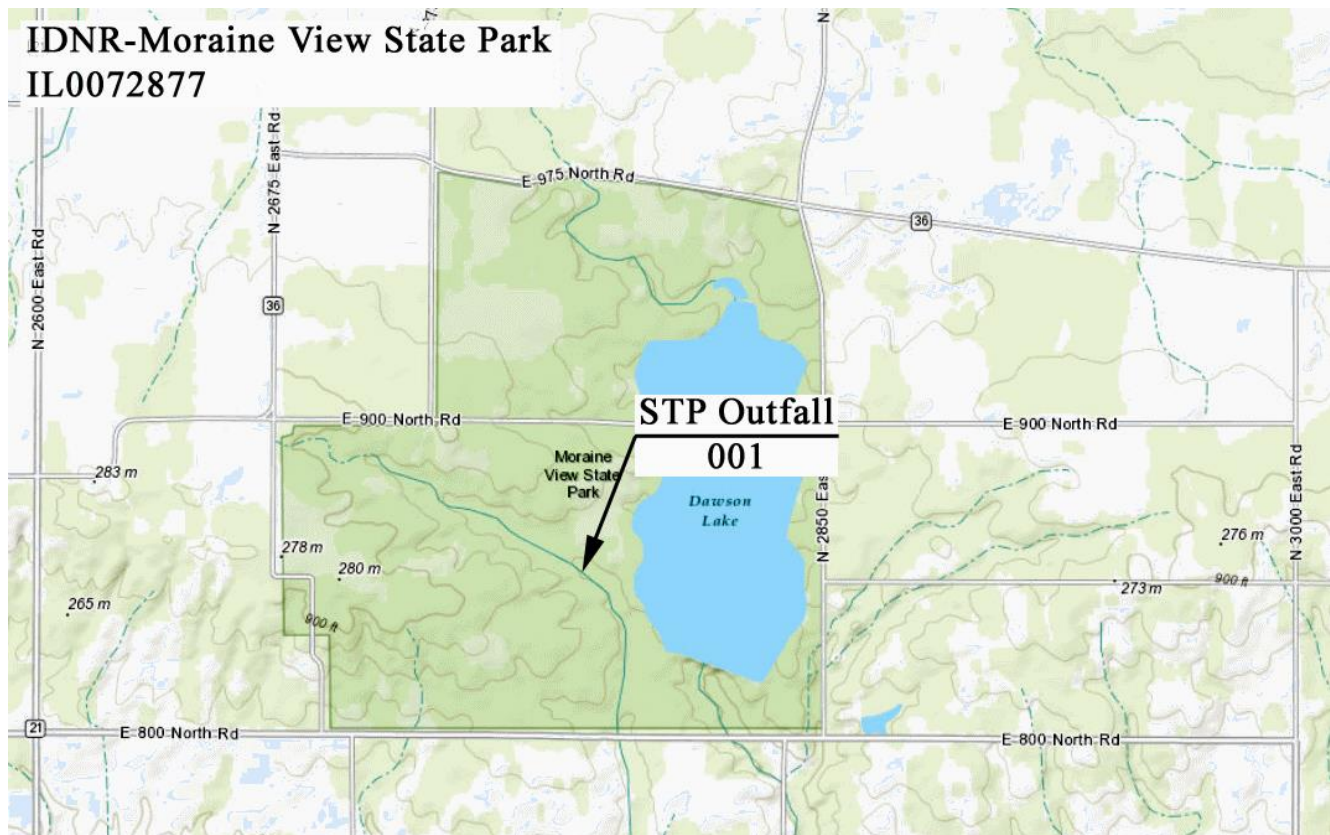 IDNR-Moraine View State Park
IL0072877
N 2675 East Rd
E 975 North Rd
36
N 2600 East Rd
36
E 900 North Rd
STP Outfall
E 900 North Rd
001
Moraine
View State
Park
283 m
Dawson
Lake
N 2850 Eas
N 3000 East Rd
276 m
278 m
280 m
265 m
900 ft
273 m
900 ft
21
E 800 North Rd
E 800 North Rd